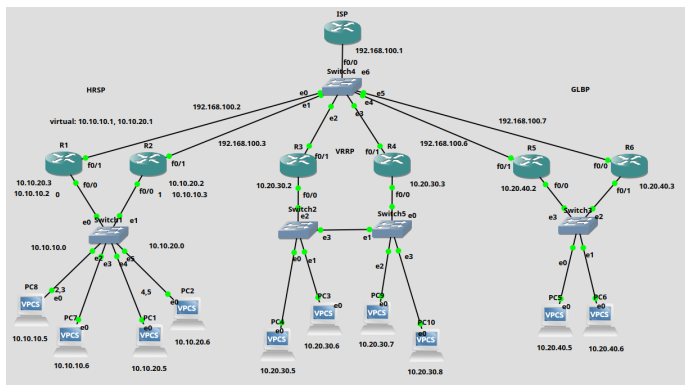 ISP
192.168.100.1
f0/0
Switch4
e6
e0
e5
e1
e4
e2
e3
HRSP
GLBP
192.168.100.2
virtual: 10.10.10.1, 10.10.20.1
192.168.100.7
192.168.100.3
192.168.100.6
R1
R2
R3
VRRP
R4
R5
R6
f0/1
f0/1
f0/1
f0/1
f0/1
f0/0
10.10.20.3
10.10.10.2
0
f0/0
f0/0
1
10.10.20.2
10.10.10.3
10.20.30.2
f0/0
10.20.30.3
f0/0
10.20.40.2
f0/0
f0/1
10.20.40.3
e0
Switch1
e1
Switch2
e2
e3
Switch5
e0
e1
Switch3
e3
e2
10.10.10.0
10.10.20.0
e2
e3
e4
e5
e0
e1
e2
e3
e0
e1
PC8
2,3
e0
VPCS
PC7
e0
VPCS
4,5
PC1
e0
VPCS
PC2
e0
VPCS
PC3
e0
VPCS
PC4
e0
VPCS
PC9
e0
VPCS
PC10
e0
VPCS
PC5
e0
VPCS
PC6
e0
VPCS
10.10.10.5
10.10.10.6
10.10.20.5
10.10.20.6
10.20.30.5
10.20.30.6
10.20.30.7
10.20.30.8
10.20.40.5
10.20.40.6